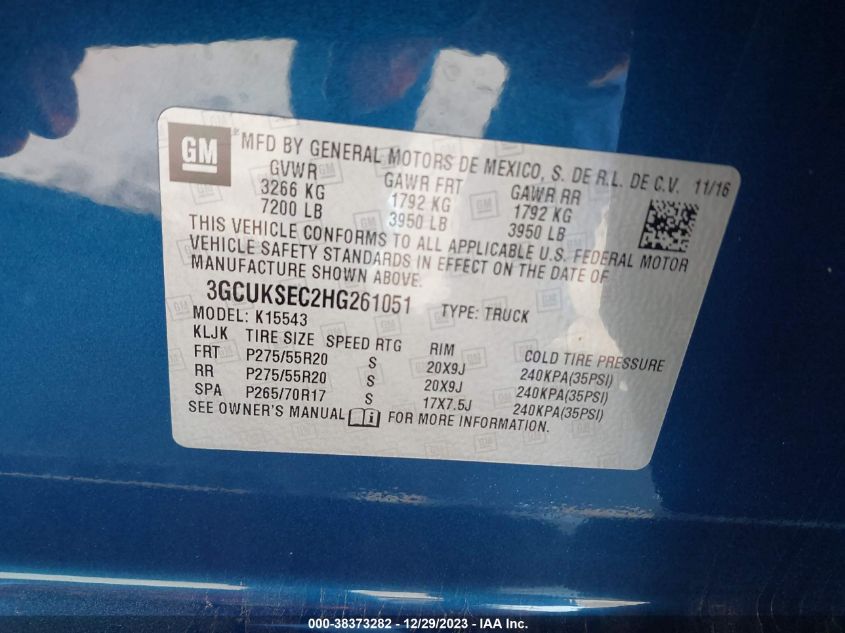 GM
MFD BY GENERAL MOTORS DE MEXICO, S. DE R.L. DE C.V. 11/16
GVWR GAWR FRT GAWR RR
3266 KG 1792 KG 1792 KG
7200 LB 3950 LB 3950 LB
THIS VEHICLE CONFORMS TO ALL APPLICABLE U.S. FEDERAL MOTOR
VEHICLE SAFETY STANDARDS IN EFFECT ON THE DATE OF
MANUFACTURE SHOWN ABOVE.
3GCUKSEC2HG261051 TYPE: TRUCK
MODEL: K15543
KLJK TIRE SIZE SPEED RTG RIM COLD TIRE PRESSURE
FRT P275/55R20 S 20X9J 240KPA(35PSI)
RR P275/55R20 S 20X9J 240KPA(35PSI)
SPA P265/70R17 S 17X7.5J 240KPA(35PSI)
SEE OWNER'S MANUAL i FOR MORE INFORMATION.
000-38373282 - 12/29/2023 - IAA Inc.